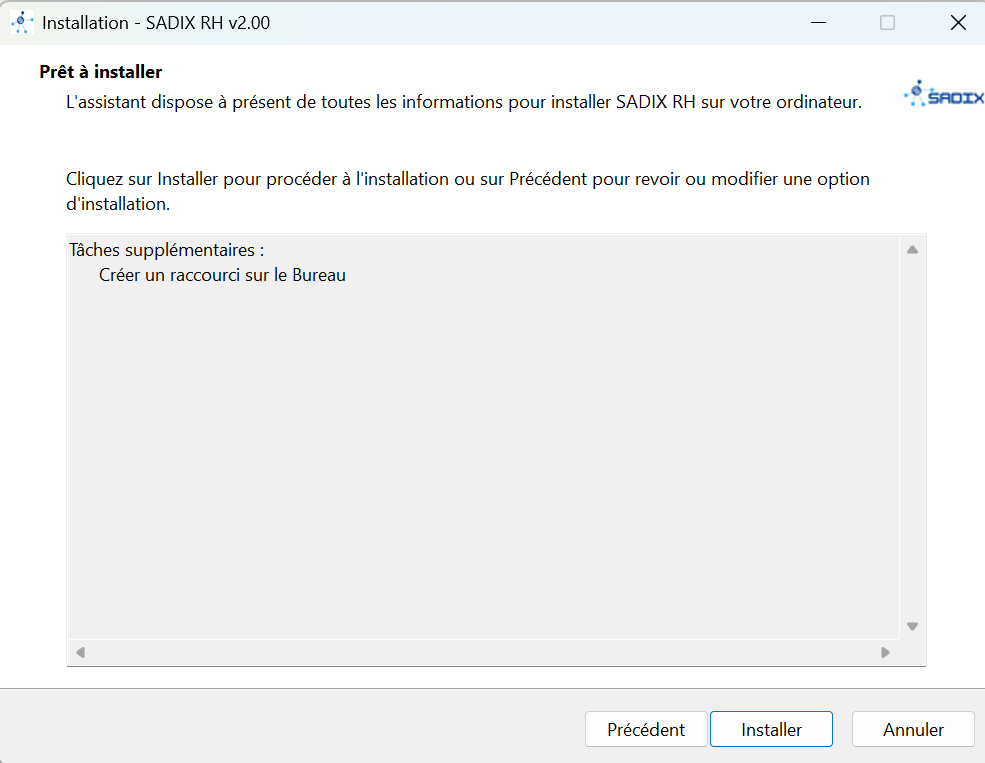 Installation - SADIX RH v2.00
Prêt à installer
L'assistant dispose à présent de toutes les informations pour installer SADIX RH sur votre ordinateur.
SADIX
Cliquez sur Installer pour procéder à l'installation ou sur Précédent pour revoir ou modifier une option
d'installation.
Tâches supplémentaires :
Créer un raccourci sur le Bureau
Précédent Installer Annuler